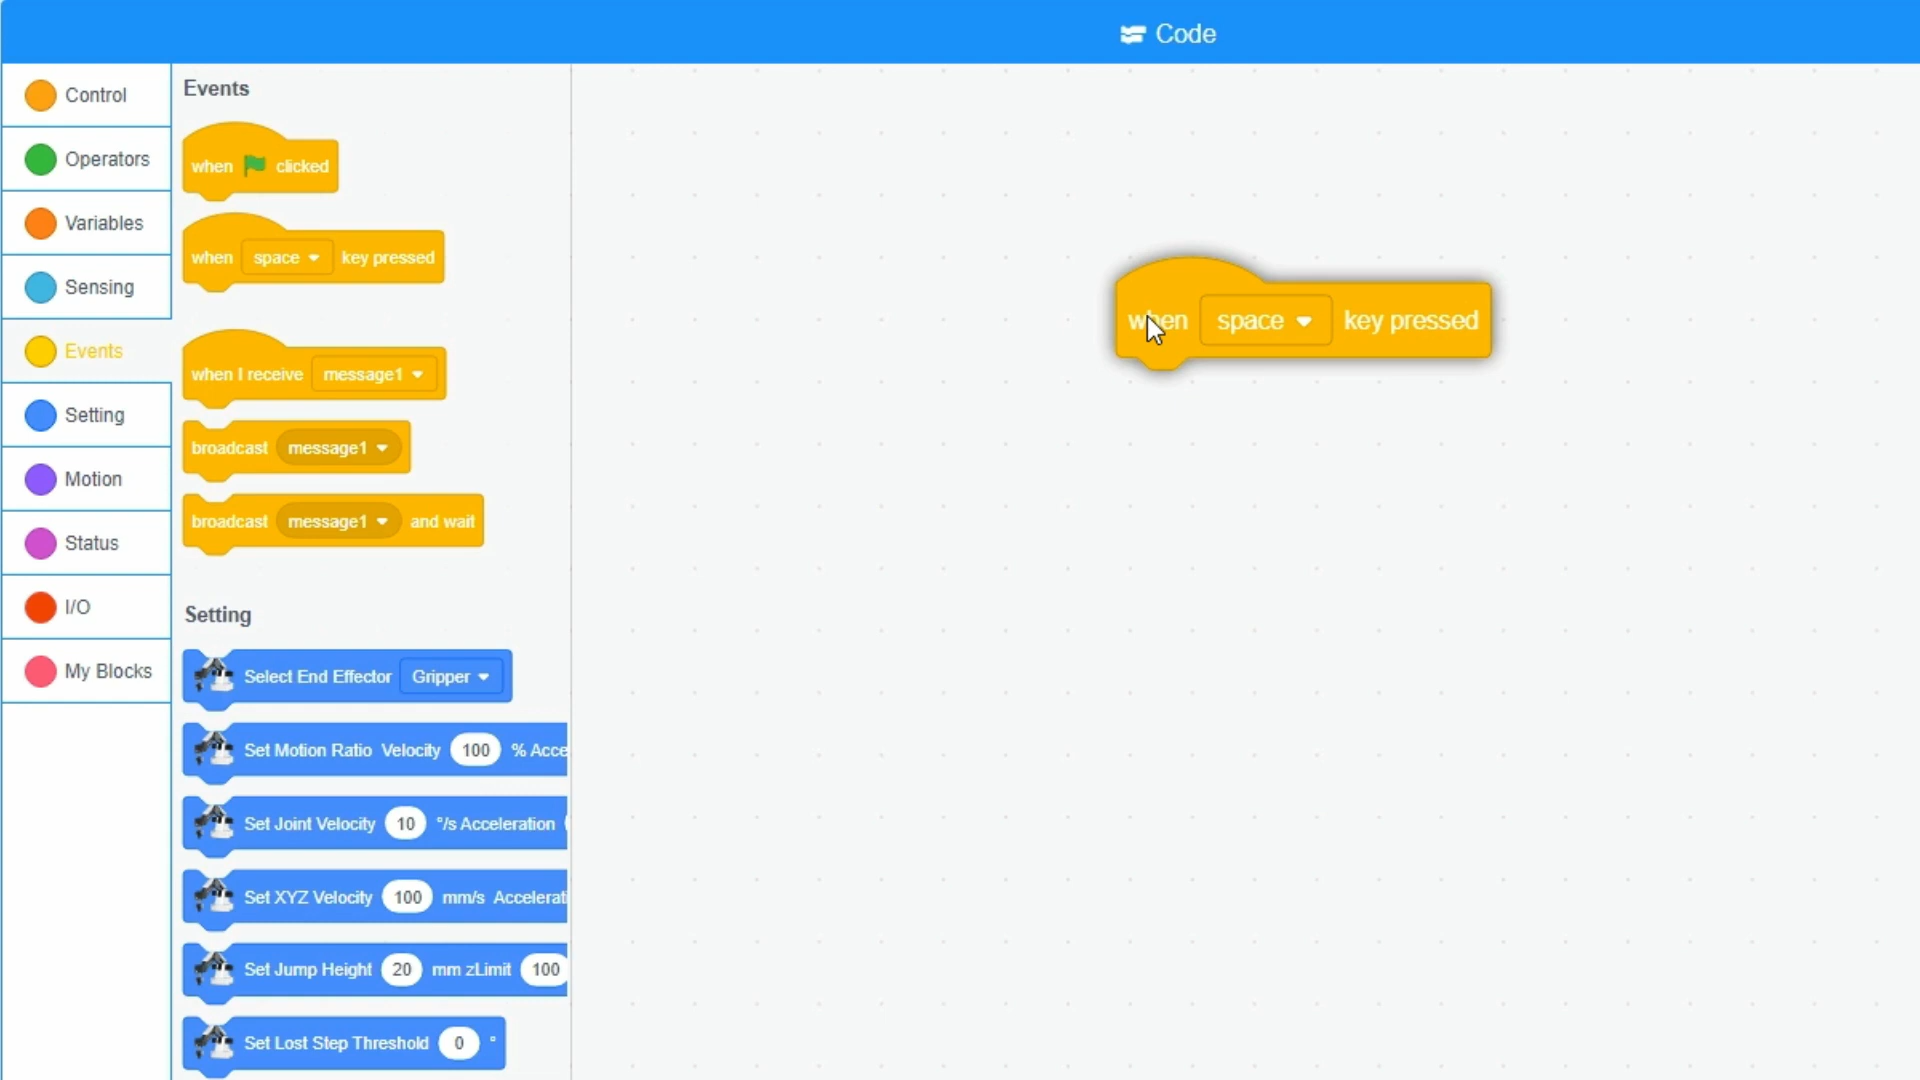 Code
Control
Operators
Variables
Sensing
Events
Setting
Motion
Status
I/O
My Blocks
Events
when clicked
when space key pressed
when I receive message1
broadcast message1
broadcast message1 and wait
Setting
Select End Effector Gripper
Set Motion Ratio Velocity 100 % Acce
Set Joint Velocity 10 °/s Acceleration
Set XYZ Velocity 100 mm/s Accelerati
Set Jump Height 20 mm zLimit 100
Set Lost Step Threshold 0 °
when space key pressed